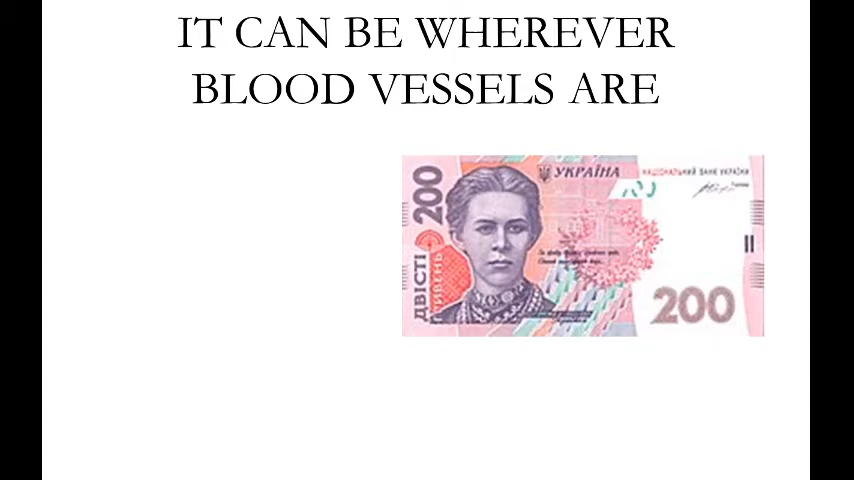 IT CAN BE WHEREVER
BLOOD VESSELS ARE
200
ДВІСТІ
ГРИВЕНЬ
УКРАЇНА
НАЦІОНАЛЬНИЙ БАНК УКРАЇНИ
200